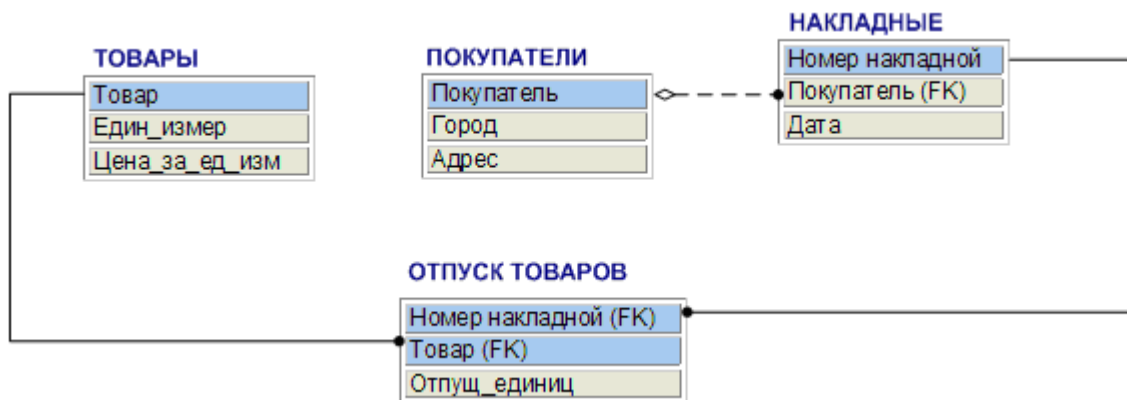 ТОВАРЫ
Товар
Един_измер
Цена_за_ед_изм
ПОКУПАТЕЛИ
Покупатель
Город
Адрес
НАКЛАДНЫЕ
Номер накладной
Покупатель (FK)
Дата
ОТПУСК ТОВАРОВ
Номер накладной (FK)
Товар (FK)
Отпущ_единиц